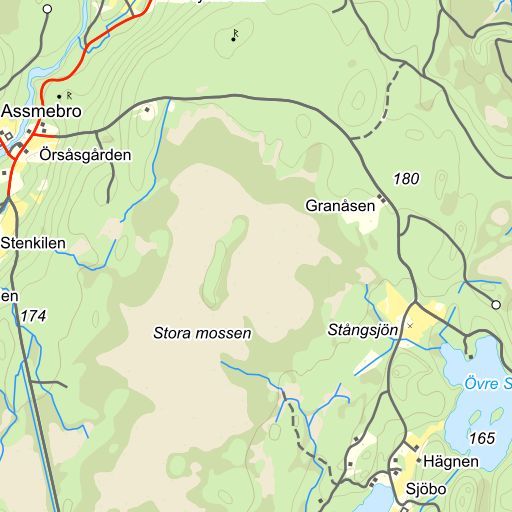 Assmebro
Örsåsgården
180
Granåsen
Stenkilen
en
174
Stora mossen
Stångsjön
Övre S
165
Hägnen
Sjöbo